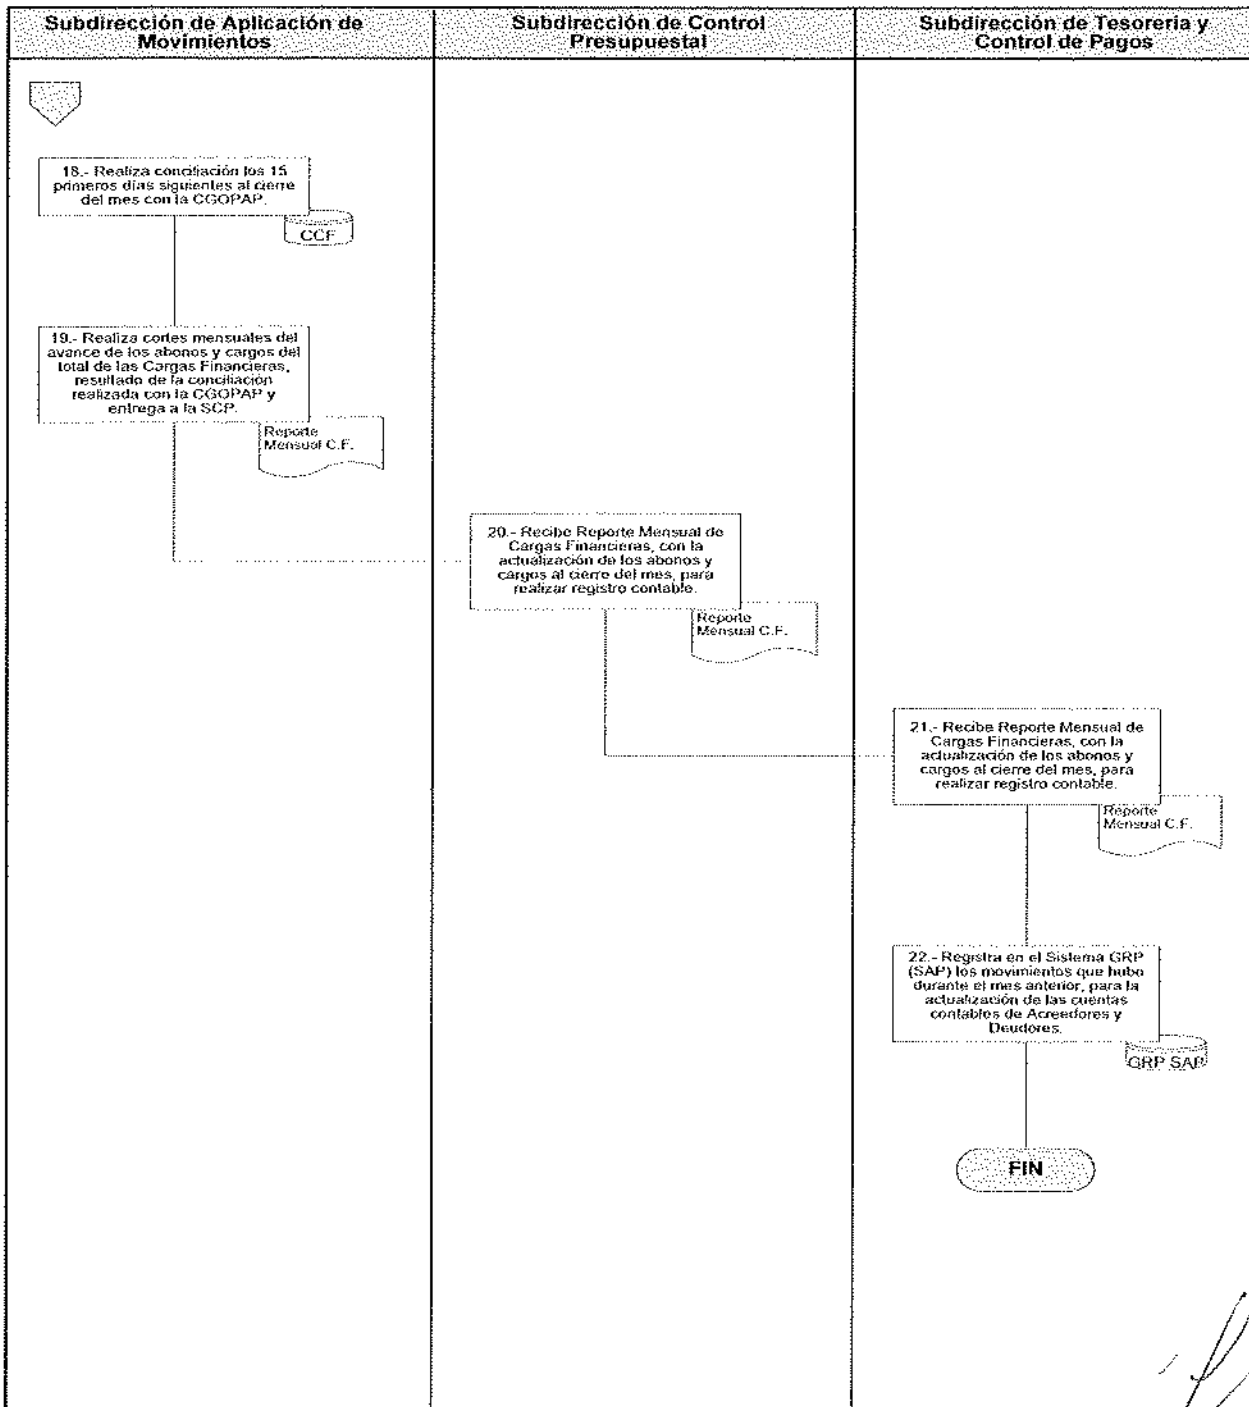 Subdirección de Aplicación de
Movimientos
Subdirección de Control
Presupuestal
Subdirección de Tesoreria y
Control de Pagos
18.- Realiza conciliación los 15
primeros días siguientes al cierre
del mes con la CGOPAP.
CCF
19.- Realiza cortes mensuales del
avance de los abonos y cargos del
total de las Cargas Financieras,
resultado de la conciliación
realizada con la CGOPAP y
entrega a la SCP.
Reporte
Mensual C.F.
20.- Recibe Reporte Mensual de
Cargas Financieras, con la
actualización de los abonos y
cargos al cierre del mes, para
realizar registro contable.
Reporte
Mensual C.F.
21.- Recibe Reporte Mensual de
Cargas Financieras, con la
actualización de los abonos y
cargos al cierre del mes, para
realizar registro contable.
Reporte
Mensual C.F.
22.- Registra en el Sistema GRP
(SAP) los movimientos que hubo
durante el mes anterior, para la
actualización de las cuentas
contables de Acreedores y
Deudores.
GRP SAP
FIN